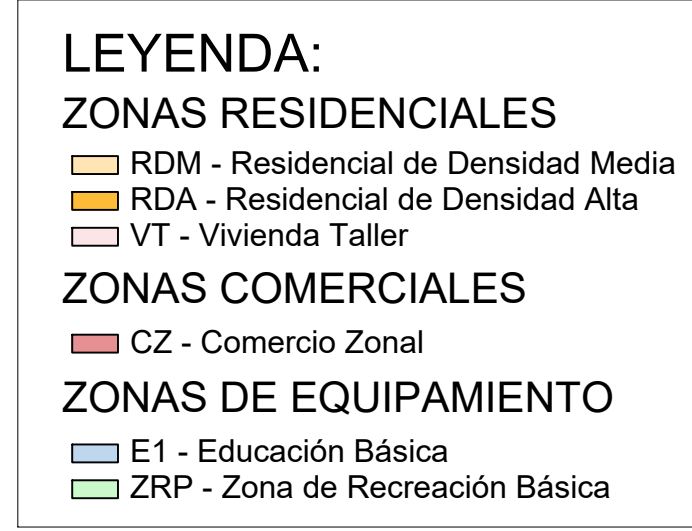 LEYENDA:
ZONAS RESIDENCIALES
RDM - Residencial de Densidad Media
RDA - Residencial de Densidad Alta
VT - Vivienda Taller
ZONAS COMERCIALES
CZ - Comercio Zonal
ZONAS DE EQUIPAMIENTO
E1 - Educación Básica
ZRP - Zona de Recreación Básica